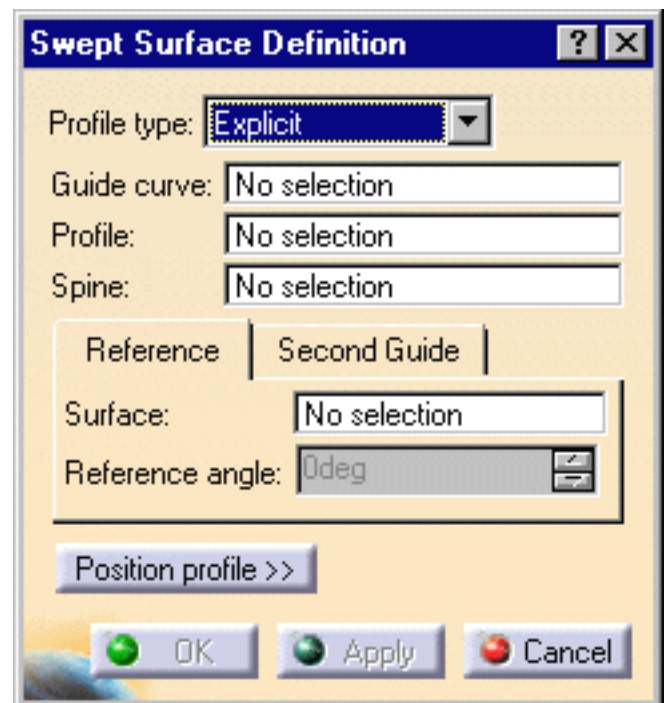 Swept Surface Definition ?
Profile type: Explicit
Guide curve: No selection
Profile: No selection
Spine: No selection
Reference Second Guide
Surface: No selection
Reference angle: 0deg
Position profile >>
OK Apply Cancel